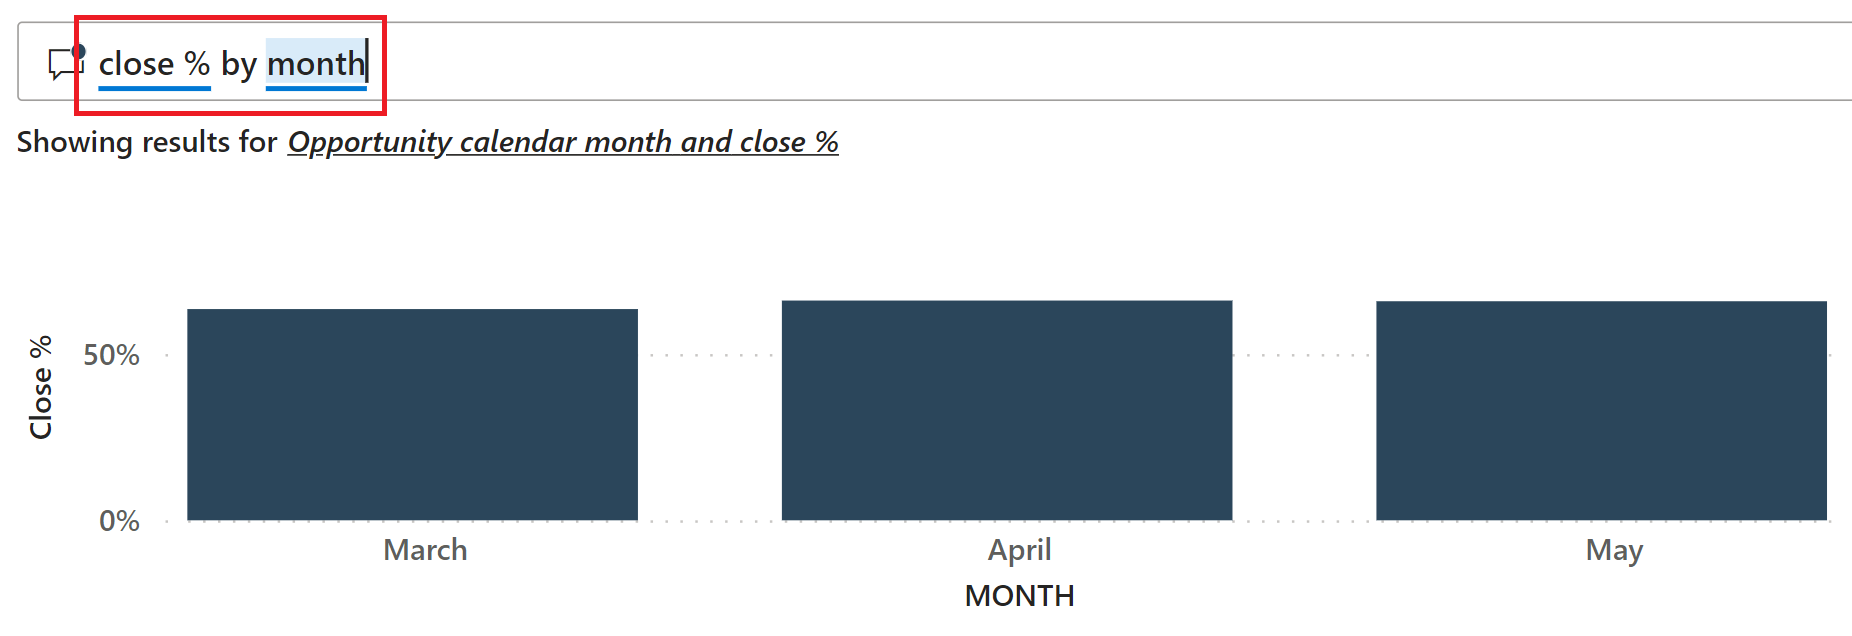 close % by month
Showing results for Opportunity calendar month and close %
Close %
50%
0%
March April May
MONTH